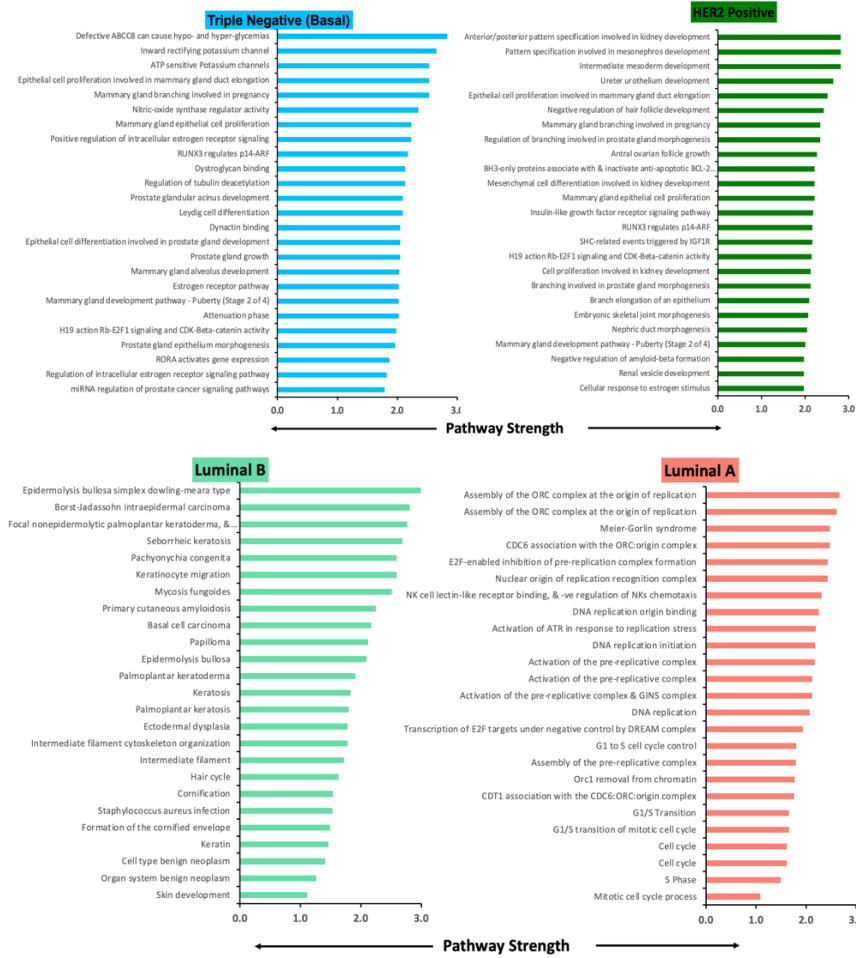 Triple Negative (Basal)
Defective ABCC8 can cause hypo- and hyper-glycemias
Inward rectifying potassium channel
ATP sensitive Potassium channels
Epithelial cell proliferation involved in mammary gland duct elongation
Mammary gland branching involved in pregnancy
Nitric-oxide synthase regulator activity
Mammary gland epithelial cell proliferation
Positive regulation of intracellular estrogen receptor signaling
RUNX3 regulates p14-ARF
Dystroglycan binding
Regulation of tubulin deacetylation
Prostate glandular acinus development
Leydig cell differentiation
Dynactin binding
Epithelial cell differentiation involved in prostate gland development
Prostate gland growth
Mammary gland alveolus development
Estrogen receptor pathway
Mammary gland development pathway - Puberty (Stage 2 of 4)
Attenuation phase
H19 action Rb-E2F1 signaling and CDK-Beta-catenin activity
Prostate gland epithelium morphogenesis
RORA activates gene expression
Regulation of intracellular estrogen receptor signaling pathway
miRNA regulation of prostate cancer signaling pathways
0.0 1.0 2.0 3.0
HER2 Positive
Anterior/posterior pattern specification involved in kidney development
Pattern specification involved in mesonephros development
Intermediate mesoderm development
Ureter urothelium development
Epithelial cell proliferation involved in mammary gland duct elongation
Negative regulation of hair follicle development
Mammary gland branching involved in pregnancy
Regulation of branching involved in prostate gland morphogenesis
Antral ovarian follicle growth
BH3-only proteins associate with & inactivate anti-apoptotic BCL-2...
Mesenchymal cell differentiation involved in kidney development
Mammary gland epithelial cell proliferation
Insulin-like growth factor receptor signaling pathway
RUNX3 regulates p14-ARF
SHC-related events triggered by IGF1R
H19 action Rb-E2F1 signaling and CDK-Beta-catenin activity
Cell proliferation involved in kidney development
Branching involved in prostate gland morphogenesis
Branch elongation of an epithelium
Embryonic skeletal joint morphogenesis
Nephric duct morphogenesis
Mammary gland development pathway - Puberty (Stage 2 of 4)
Negative regulation of amyloid-beta formation
Renal vesicle development
Cellular response to estrogen stimulus
0.0 1.0 2.0 3.0
Pathway Strength
Luminal B
Epidermolysis bullosa simplex dowling-meara type
Borst-Jadassohn intraepidermal carcinoma
Focal nonepidermolytic palmoplantar keratoderma, &...
Seborrheic keratosis
Pachyonychia congenita
Keratinocyte migration
Mycosis fungoides
Primary cutaneous amyloidosis
Basal cell carcinoma
Papilloma
Epidermolysis bullosa
Palmoplantar keratoderma
Keratosis
Palmoplantar keratosis
Ectodermal dysplasia
Intermediate filament cytoskeleton organization
Intermediate filament
Hair cycle
Cornification
Staphylococcus aureus infection
Formation of the cornified envelope
Keratin
Cell type benign neoplasm
Organ system benign neoplasm
Skin development
0.0 1.0 2.0 3.0
Luminal A
Assembly of the ORC complex at the origin of replication
Assembly of the ORC complex at the origin of replication
Meier-Gorlin syndrome
CDC6 association with the ORC:origin complex
E2F-enabled inhibition of pre-replication complex formation
Nuclear origin of replication recognition complex
NK cell lectin-like receptor binding, & -ve regulation of NKs chemotaxis
DNA replication origin binding
Activation of ATR in response to replication stress
DNA replication initiation
Activation of the pre-replicative complex
Activation of the pre-replicative complex
Activation of the pre-replicative complex & GINS complex
DNA replication
Transcription of E2F targets under negative control by DREAM complex
G1 to S cell cycle control
Assembly of the pre-replicative complex
Orc1 removal from chromatin
CDT1 association with the CDC6:ORC:origin complex
G1/S Transition
G1/S transition of mitotic cell cycle
Cell cycle
Cell cycle
S Phase
Mitotic cell cycle process
0.0 1.0 2.0 3.
Pathway Strength